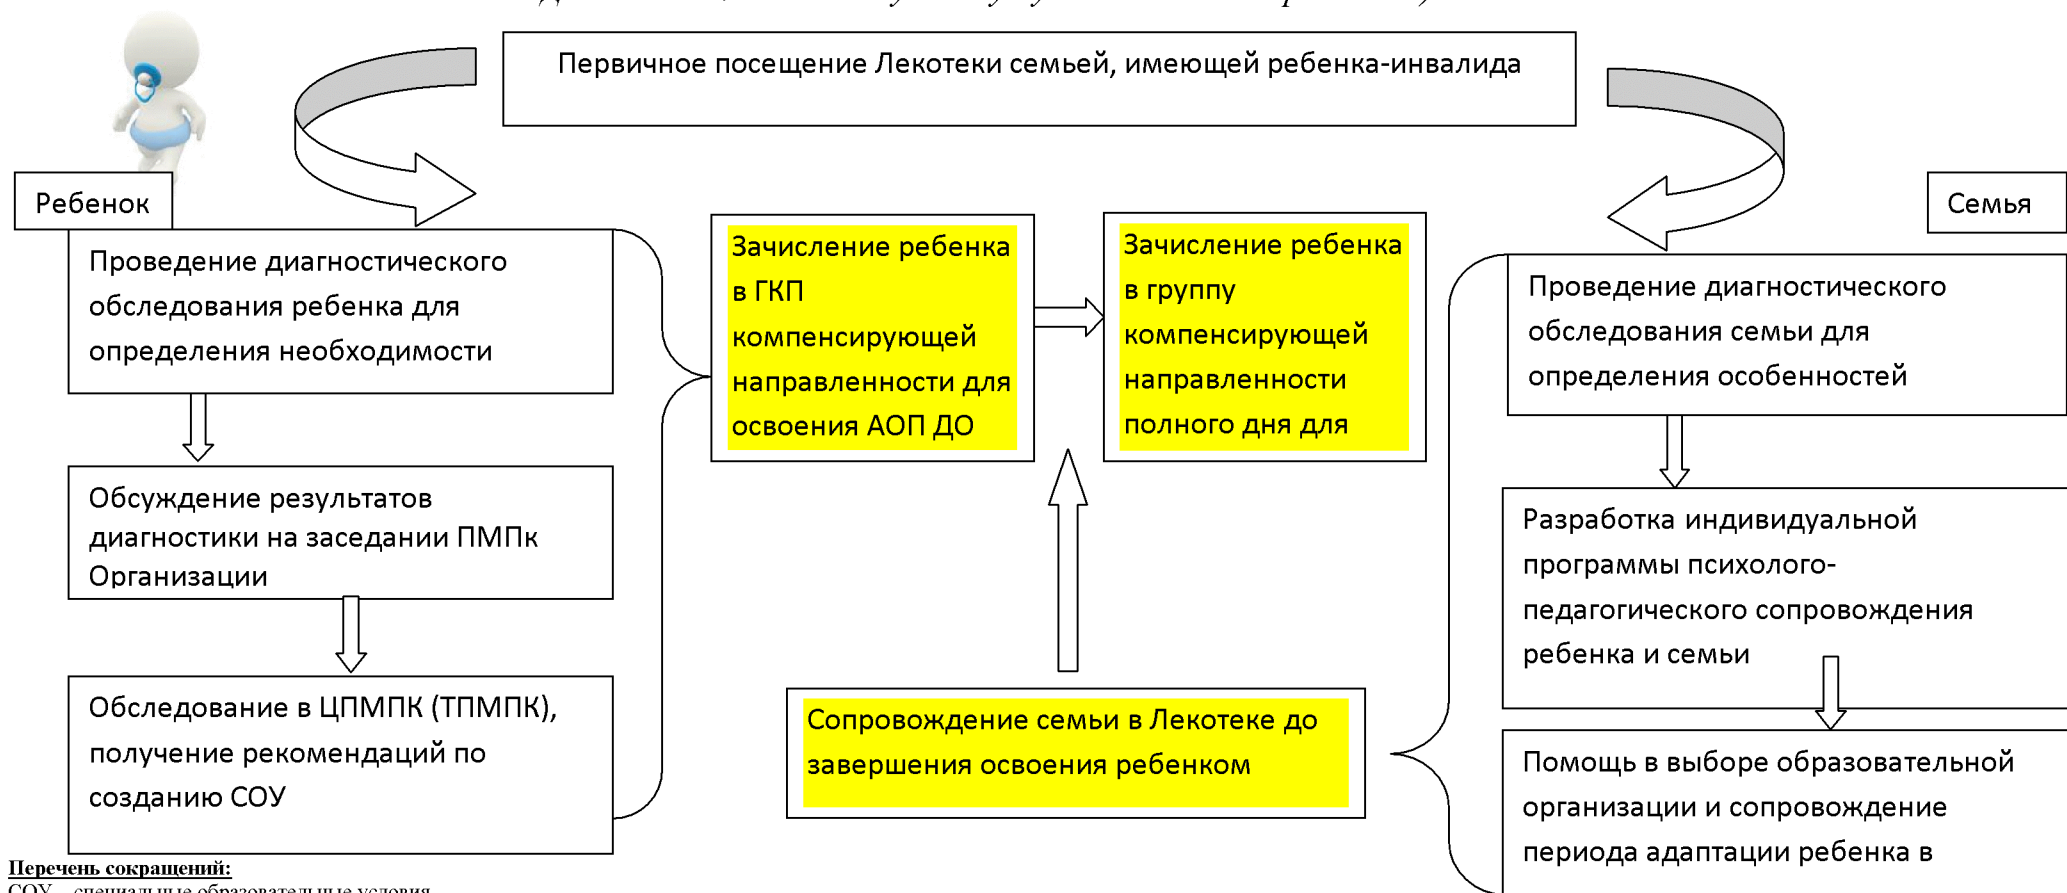 Первичное посещение Лекотеки семьей, имеющей ребенка-инвалида
Ребенок
Семья
Проведение диагностического
обследования ребенка для
определения необходимости
Обсуждение результатов
диагностики на заседании ПМПк
Организации
Обследование в ЦПМПК (ТПМПК),
получение рекомендаций по
созданию СОУ
Зачисление ребенка
в ГКП
компенсирующей
направленности для
освоения АОП ДО
Зачисление ребенка
в группу
компенсирующей
направленности
полного дня для
Сопровождение семьи в Лекотеке до
завершения освоения ребенком
Проведение диагностического
обследования семьи для
определения особенностей
Разработка индивидуальной
программы психолого-
педагогического сопровождения
ребенка и семьи
Помощь в выборе образовательной
организации и сопровождение
периода адаптации ребенка в
Перечень сокращений:
СОУ – специальные образовательные условия